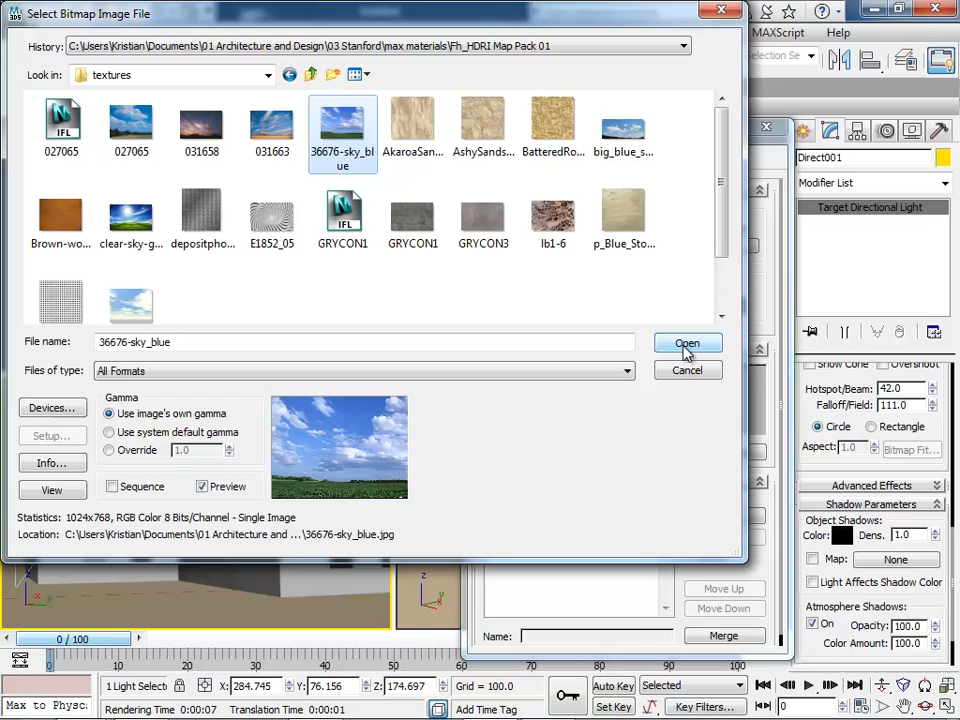 Select Bitmap Image File
History: C:\Users\Kristian\Documents\01 Architecture and Design\03 Stanford\max materials\Fh_HDRI Map Pack 01
Look in: textures
MAXScript Help
Selection Se
IFL
027065
027065
031658
031663
36676-sky_bl
ue
AkaroaSan...
AshySands...
BatteredRo...
big_blue_s...
Direct001
Modifier List
Target Directional Light
Brown-wo...
clear-sky-g...
depositpho...
E1852_05
IFL
GRYCON1
GRYCON1
GRYCON3
lb1-6
p_Blue_Sto...
File name: 36676-sky_blue
Open
Files of type: All Formats
Cancel
Devices...
Setup...
Info...
View
Gamma
Use image's own gamma
Use system default gamma
Override 1.0
Sequence Preview
Statistics: 1024x768, RGB Color 8 Bits/Channel - Single Image
Location: C:\Users\Kristian\Documents\01 Architecture and ...\36676-sky_blue.jpg
Show Cone Overshoot
Hotspot/Beam: 42.0
Falloff/Field: 111.0
Circle Rectangle
Aspect: 1.0 Bitmap Fit...
Advanced Effects
Shadow Parameters
Object Shadows:
Color: Dens. 1.0
Map: None
Light Affects Shadow Color
Atmosphere Shadows:
On Opacity: 100.0
Color Amount: 100.0
z
y
x
z
y
Move Up
Move Down
Name: Merge
0 / 100
0 10 20 30 40 50 60 70 80 90 100
1 Light Selecte X: 284.745 Y: 76.156 Z: 174.697 Grid = 100.0
Auto Key Selected
Max to Physc
Rendering Time 0:00:07 Translation Time 0:00:01
Add Time Tag
Set Key Key Filters... 0